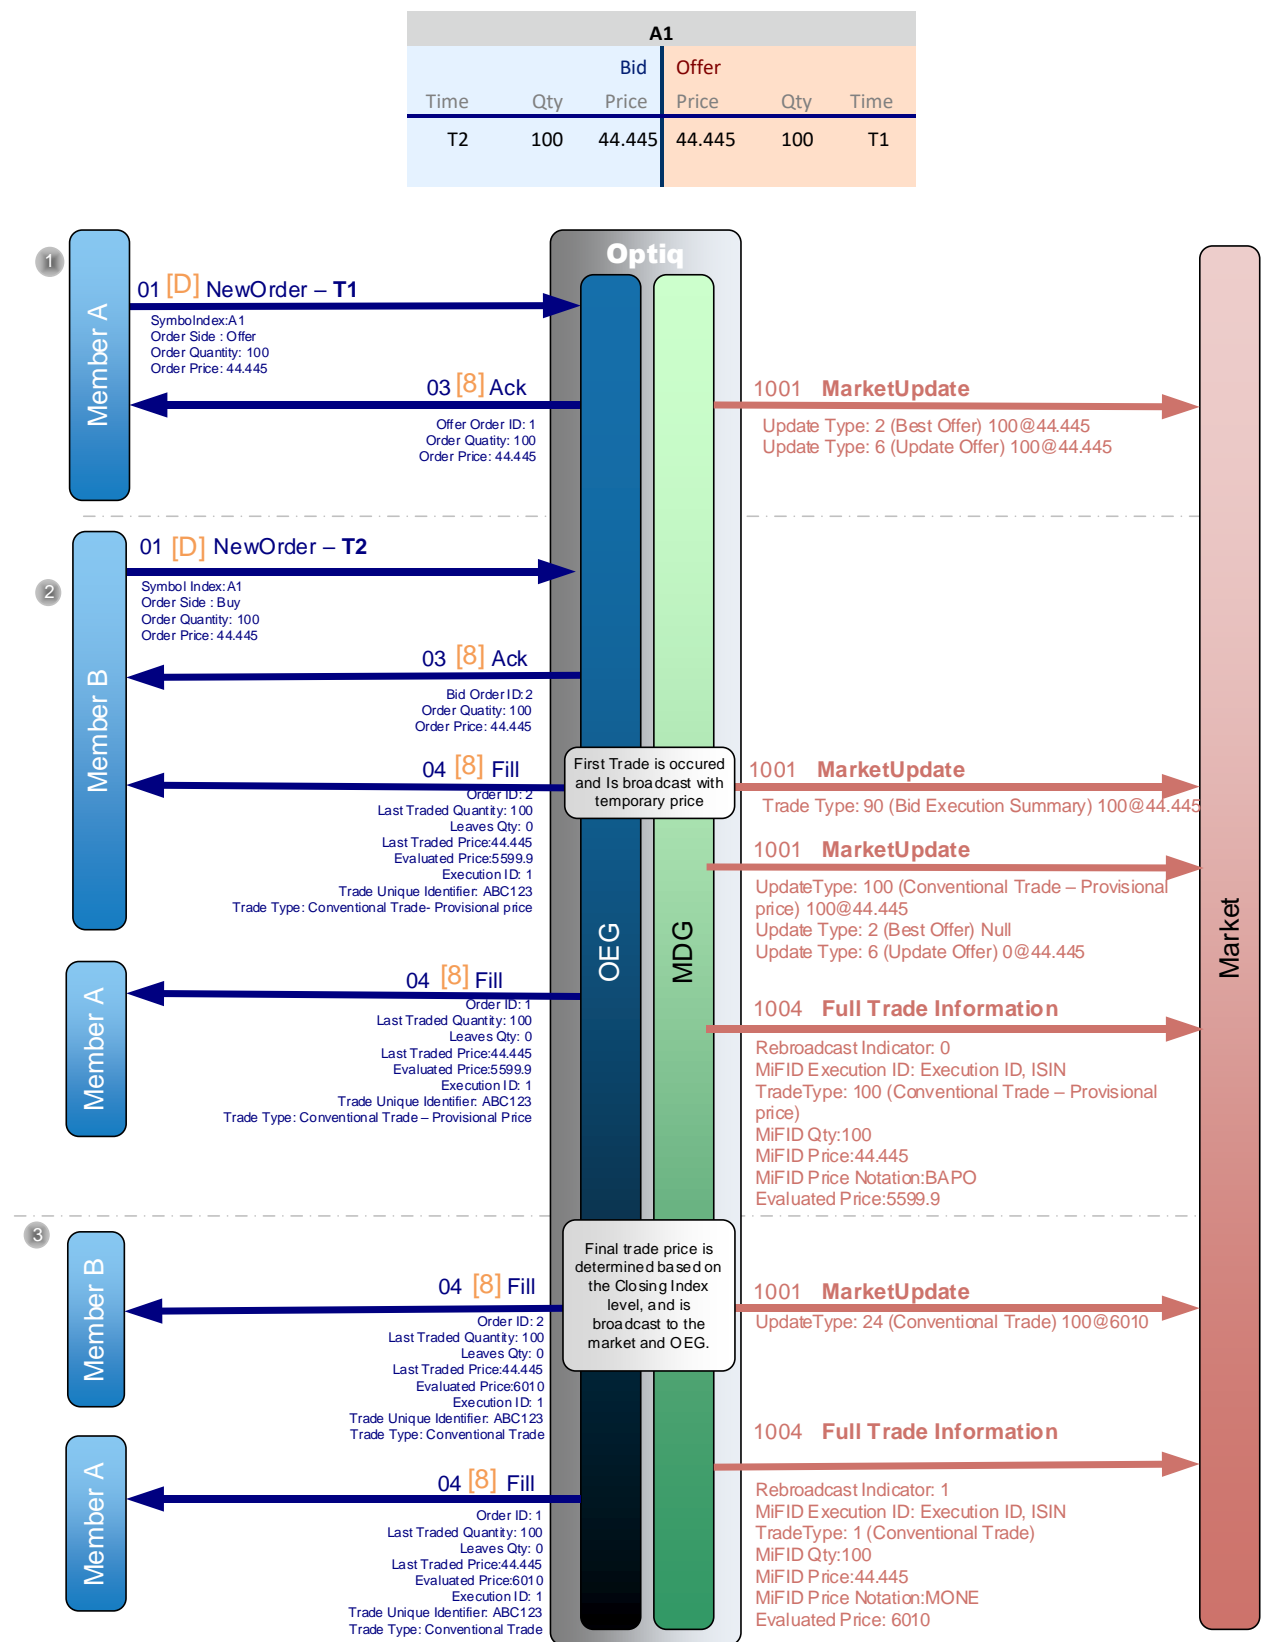 A1
Bid Offer
Time Qty Price Price Qty Time
T2 100 44.445 44.445 100 T1
Optiq
1
Member A
01 [D] NewOrder – T1
SymbolIndex:A1
Order Side : Offer
Order Quantity: 100
Order Price: 44.445
03 [8] Ack
Offer Order ID: 1
Order Quatity: 100
Order Price: 44.445
1001 MarketUpdate
Update Type: 2 (Best Offer) 100@44.445
Update Type: 6 (Update Offer) 100@44.445
2
Member B
01 [D] NewOrder – T2
Symbol Index:A1
Order Side : Buy
Order Quantity: 100
Order Price: 44.445
03 [8] Ack
Bid Order ID:2
Order Quatity: 100
Order Price: 44.445
04 [8] Fill
Order ID: 2
Last Traded Quantity: 100
Leaves Qty: 0
Last Traded Price:44.445
Evaluated Price:5599.9
Execution ID: 1
Trade Unique Identifier: ABC123
Trade Type: Conventional Trade- Provisional price
First Trade is occured
and Is broadcast with
temporary price
1001 MarketUpdate
Trade Type: 90 (Bid Execution Summary) 100@44.445
1001 MarketUpdate
UpdateType: 100 (Conventional Trade – Provisional
price) 100@44.445
Update Type: 2 (Best Offer) Null
Update Type: 6 (Update Offer) 0@44.445
OEG
MDG
Market
Member A
04 [8] Fill
Order ID: 1
Last Traded Quantity: 100
Leaves Qty: 0
Last Traded Price:44.445
Evaluated Price:5599.9
Execution ID: 1
Trade Unique Identifier: ABC123
Trade Type: Conventional Trade – Provisional Price
1004 Full Trade Information
Rebroadcast Indicator: 0
MiFID Execution ID: Execution ID, ISIN
TradeType: 100 (Conventional Trade – Provisional
price)
MiFID Qty:100
MiFID Price:44.445
MiFID Price Notation:BAPO
Evaluated Price:5599.9
3
Member B
04 [8] Fill
Order ID: 2
Last Traded Quantity: 100
Leaves Qty: 0
Last Traded Price:44.445
Evaluated Price:6010
Execution ID: 1
Trade Unique Identifier: ABC123
Trade Type: Conventional Trade
Final trade price is
determined based on
the Closing Index
level, and is
broadcast to the
market and OEG.
1001 MarketUpdate
UpdateType: 24 (Conventional Trade) 100@6010
Member A
04 [8] Fill
Order ID: 1
Last Traded Quantity: 100
Leaves Qty: 0
Last Traded Price:44.445
Evaluated Price:6010
Execution ID: 1
Trade Unique Identifier: ABC123
Trade Type: Conventional Trade
1004 Full Trade Information
Rebroadcast Indicator: 1
MiFID Execution ID: Execution ID, ISIN
TradeType: 1 (Conventional Trade)
MiFID Qty:100
MiFID Price:44.445
MiFID Price Notation:MONE
Evaluated Price: 6010